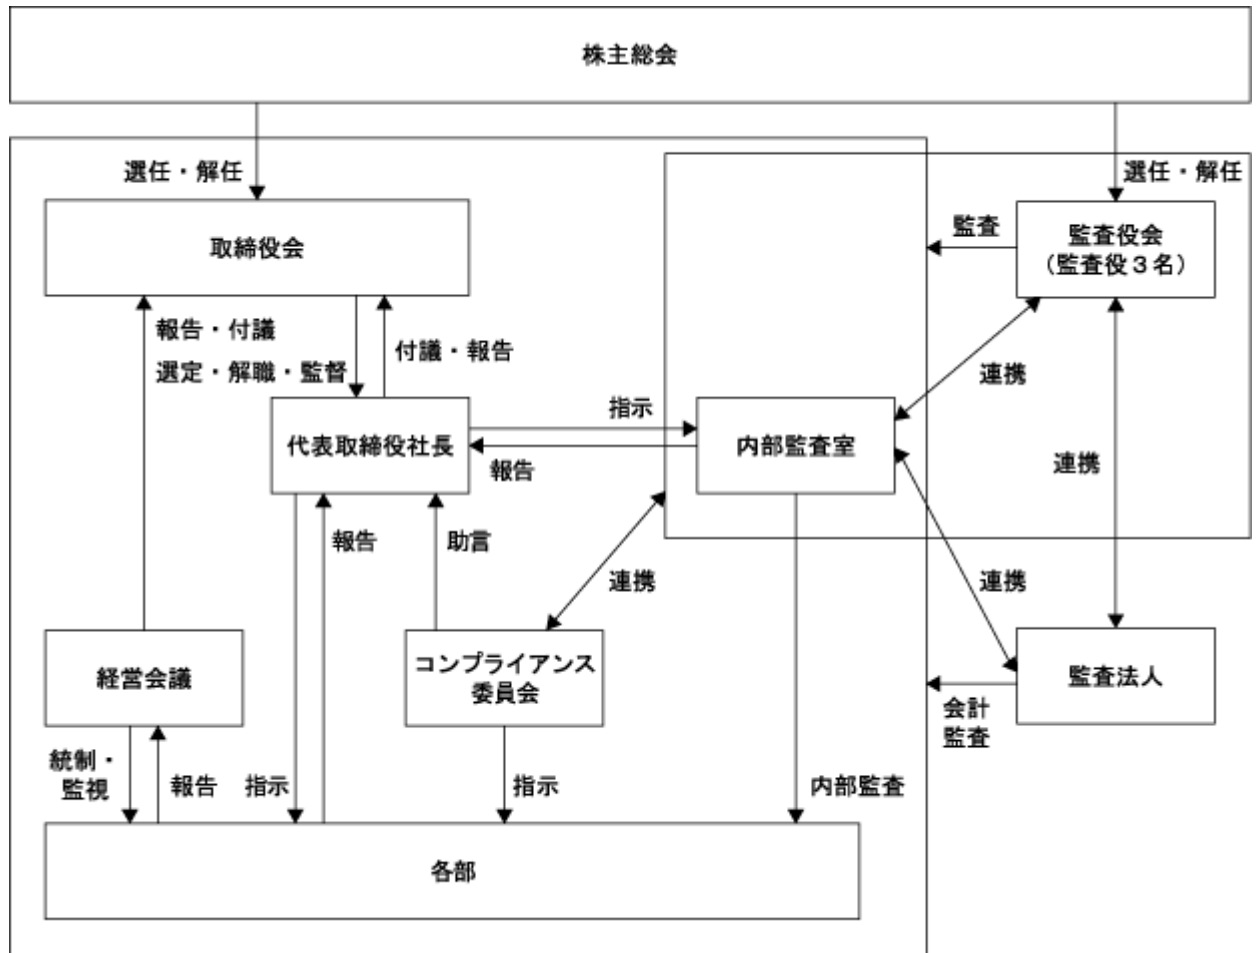 株主総会
選任・解任
選任・解任
取締役会
監査
監査役会
（監査役３名）
報告・付議
選定・解職・監督
付議・報告
連携
代表取締役社長
指示
報告
内部監査室
連携
報告
助言
連携
連携
経営会議
コンプライアンス
委員会
監査法人
会計
監査
統制・
監視
報告
指示
指示
内部監査
各部